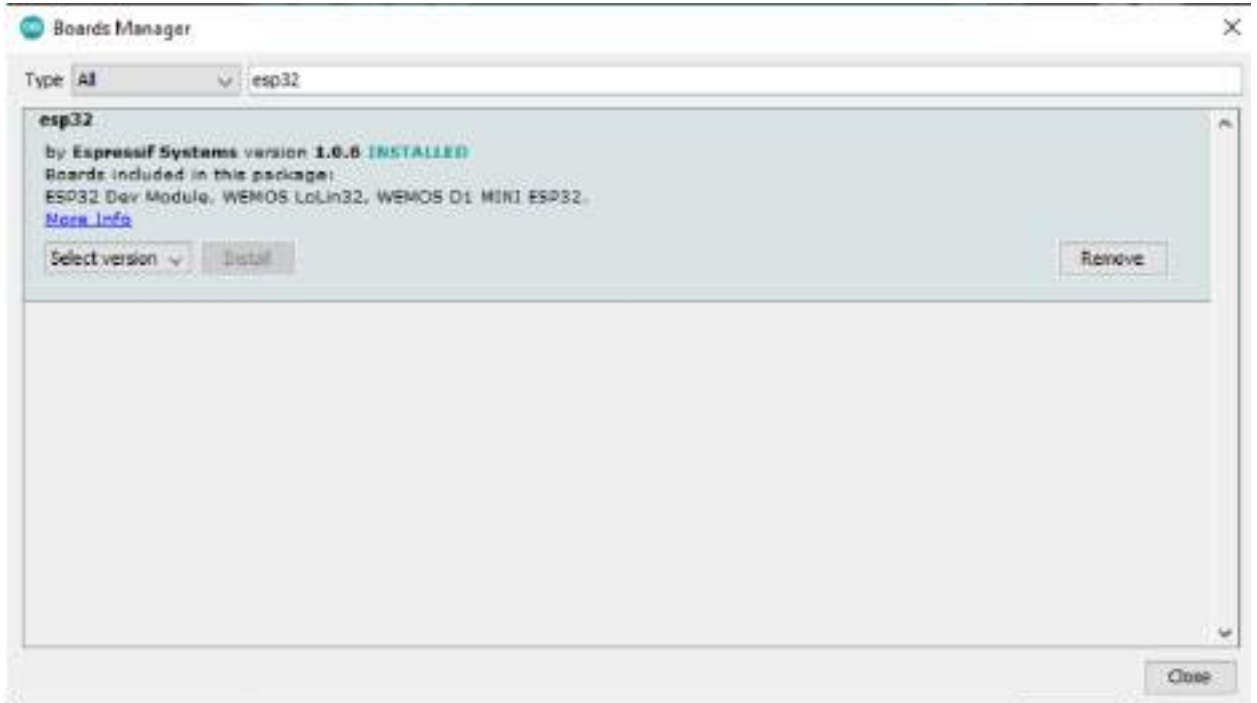 Boards Manager
Type All esp32
esp32
by Espressif Systems version 1.0.6 INSTALLED
Boards included in this package:
ESP32 Dev Module, WEMOS LoLin32, WEMOS D1 MINI ESP32.
More Info
Select version Install Remove
Close